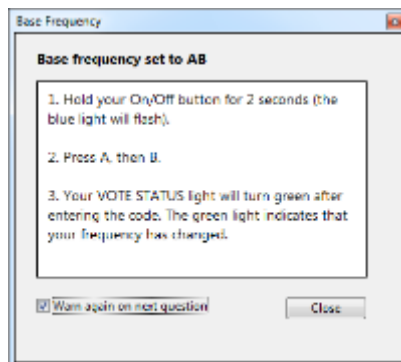 Base Frequency
Base frequency set to AB
1. Hold your On/Off button for 2 seconds (the
blue light will flash).
2. Press A, then B.
3. Your VOTE STATUS light will turn green after
entering the code. The green light indicates that
your frequency has changed.
Warn again on next question
Close